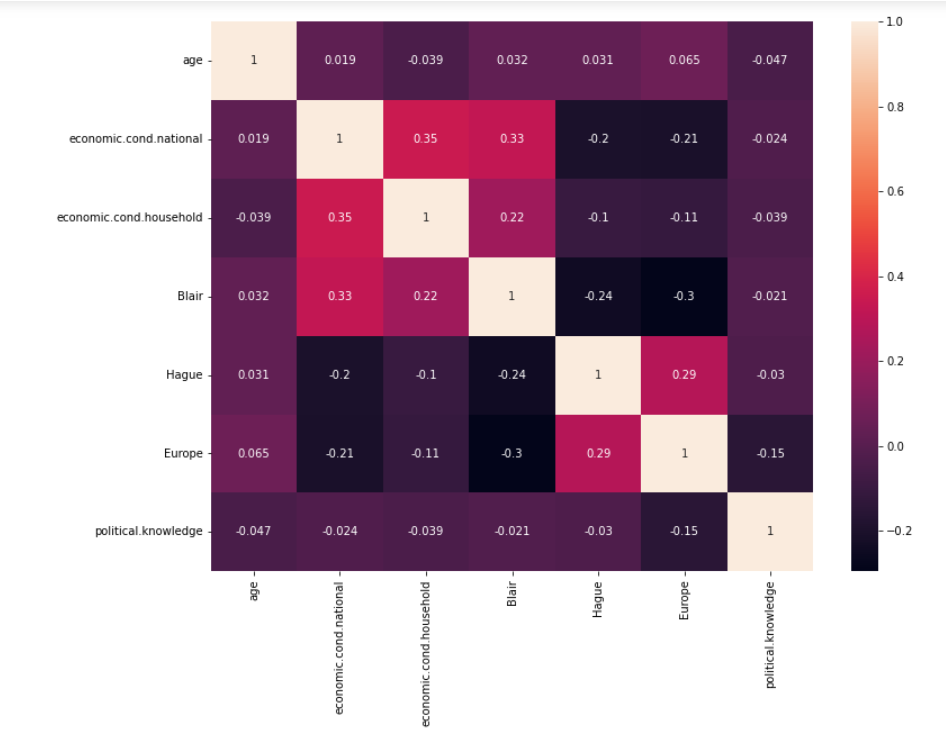 1.0
age 1 0.019 -0.039 0.032 0.031 0.065 -0.047
0.8
economic.cond.national 0.019 1 0.35 0.33 -0.2 -0.21 -0.024
0.6
economic.cond.household -0.039 0.35 1 0.22 -0.1 -0.11 -0.039
0.4
Blair 0.032 0.33 0.22 1 -0.24 -0.3 -0.021
0.2
Hague 0.031 -0.2 -0.1 -0.24 1 0.29 -0.03
0.0
Europe 0.065 -0.21 -0.11 -0.3 0.29 1 -0.15
political.knowledge -0.047 -0.024 -0.039 -0.021 -0.03 -0.15 1
−0.2
age
economic.cond.national
economic.cond.household
Blair
Hague
Europe
political.knowledge